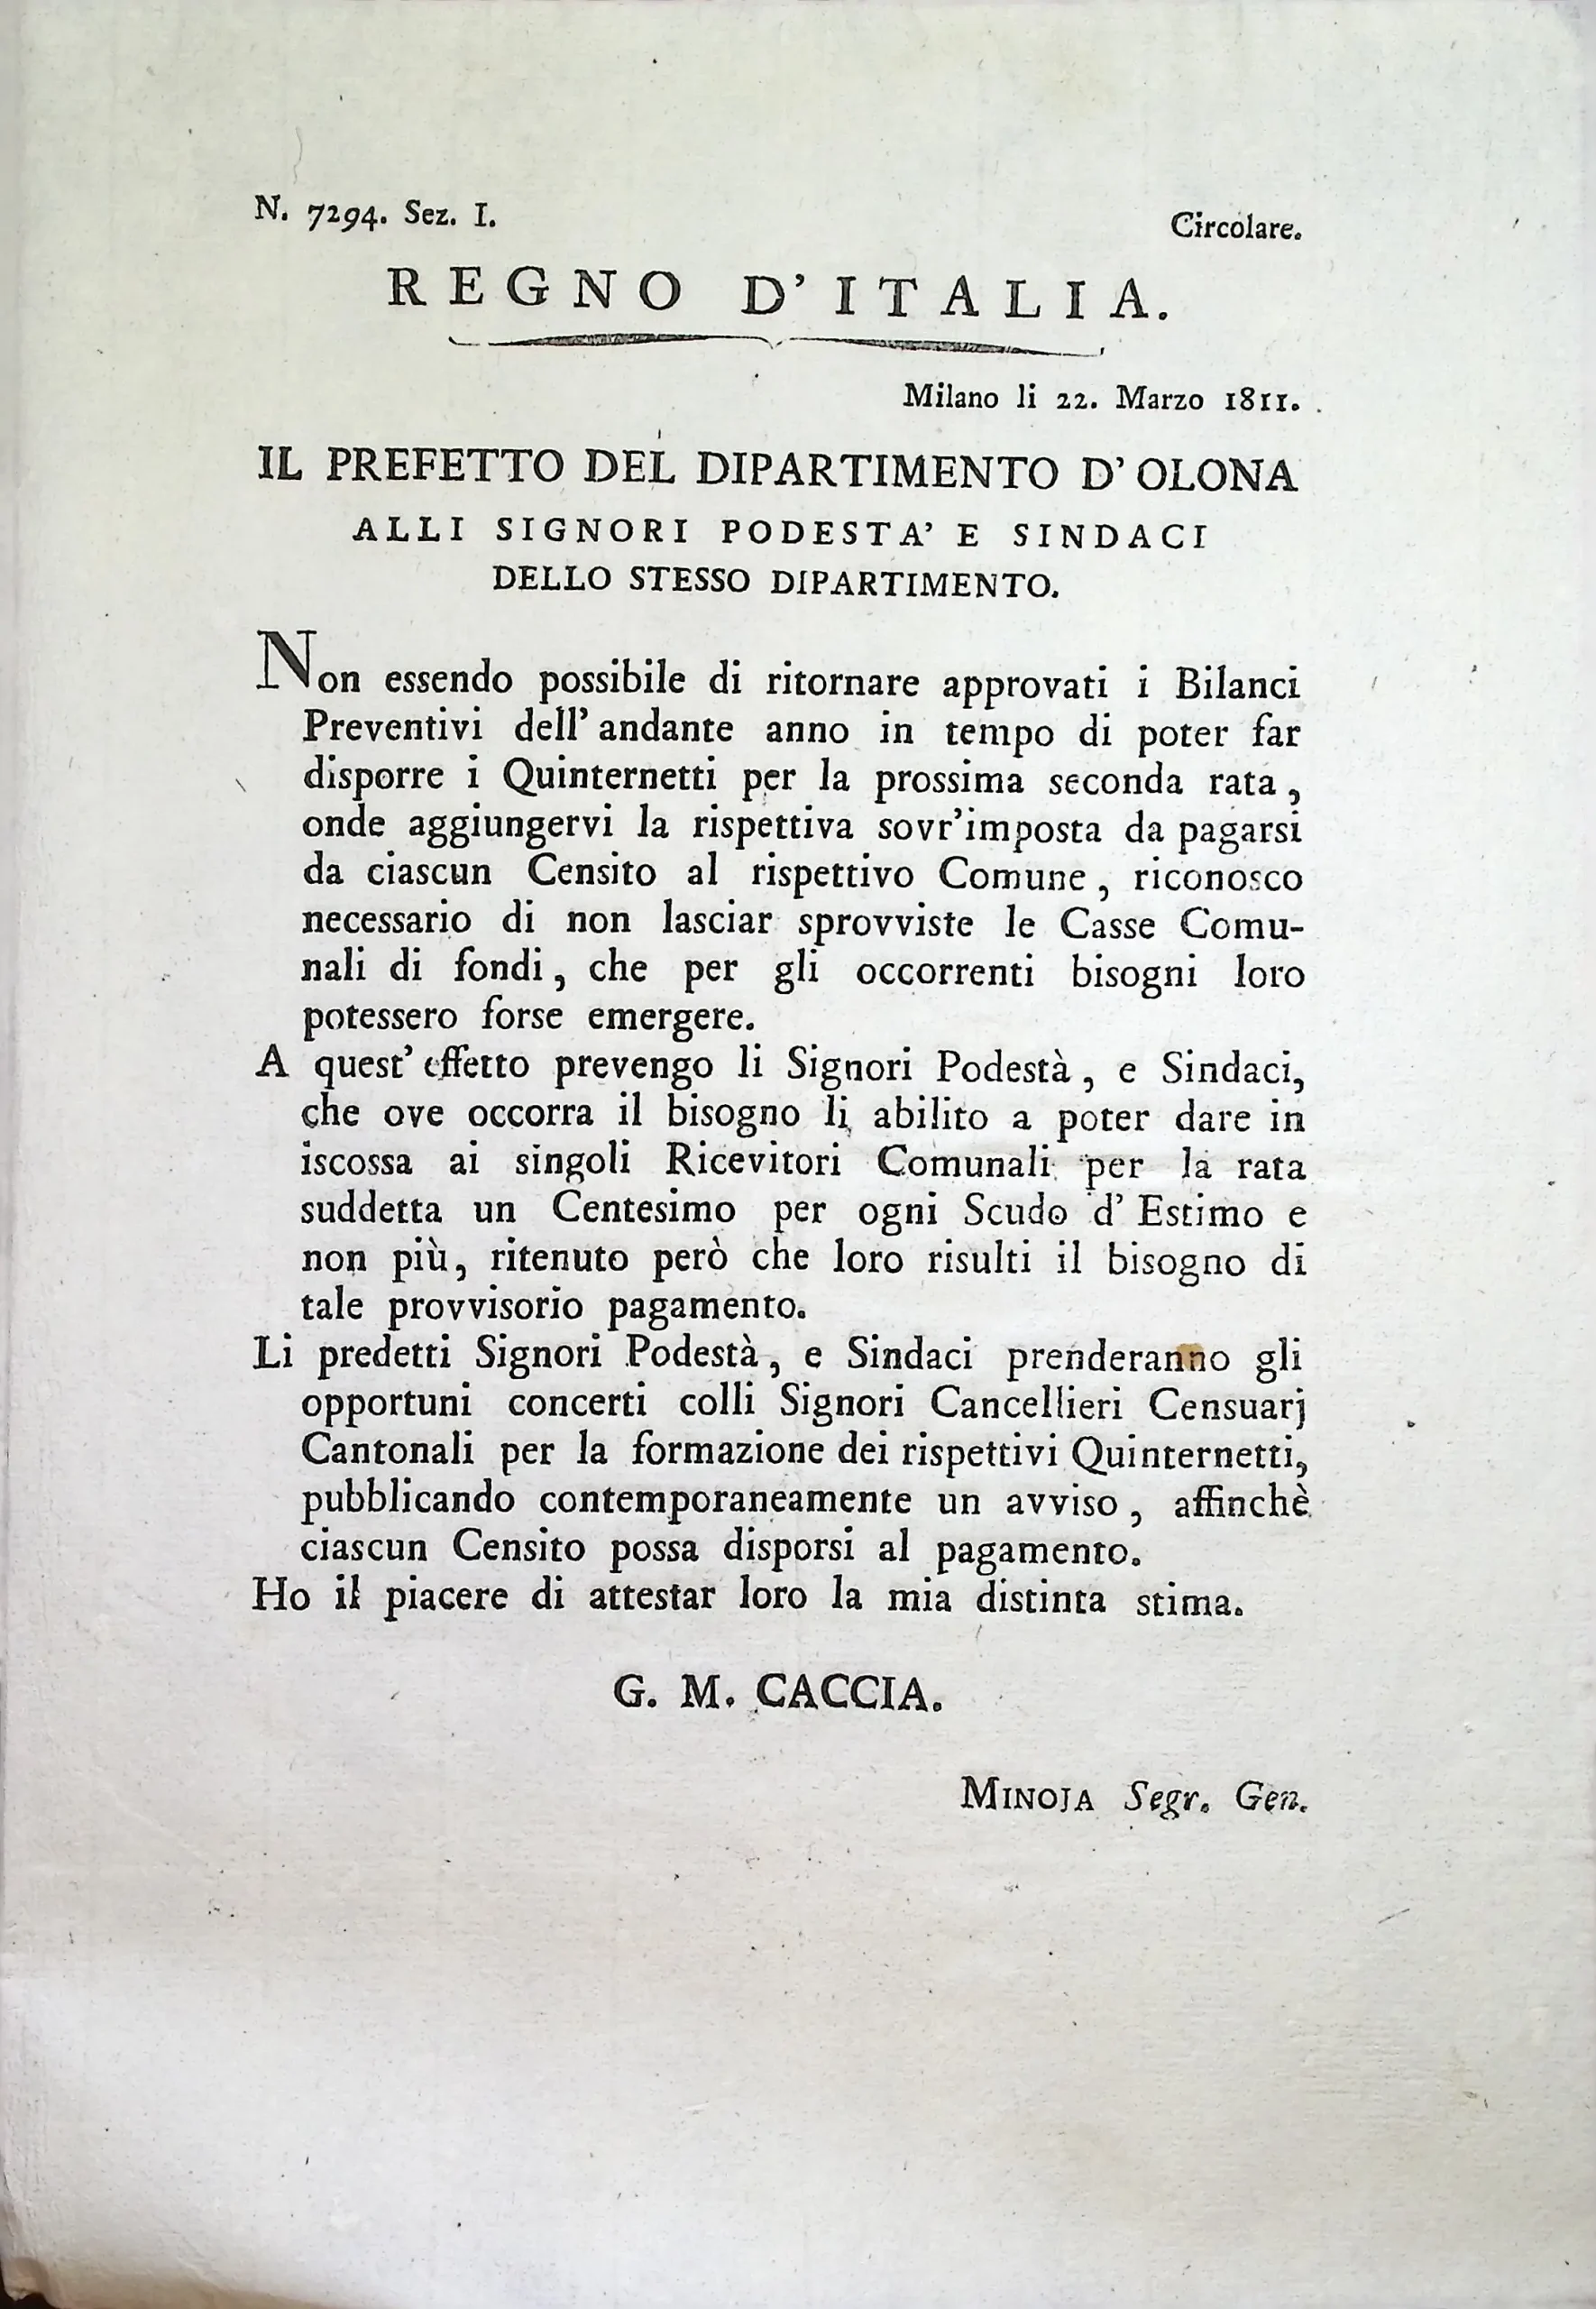 N. 7294. Sez. I.
Circolare.
REGNO D'ITALIA.
Milano li 22. Marzo 1811.
IL PREFETTO DEL DIPARTIMENTO D' OLONA
ALLI SIGNORI PODESTA' E SINDACI
DELLO STESSO DIPARTIMENTO.
Non essendo possibile di ritornare approvati i Bilanci
Preventivi dell' andante anno in tempo di poter far
disporre i Quinternetti per la prossima seconda rata ,
onde aggiungervi la rispettiva sovr'imposta da pagarsi
da ciascun Censito al rispettivo Comune , riconosco
necessario di non lasciar sprovviste le Casse Comu-
nali di fondi , che per gli occorrenti bisogni loro
potessero forse emergere.
A quest' effetto prevengo li Signori Podestà , e Sindaci,
che ove occorra il bisogno li abilito a poter dare in
iscossa ai singoli Ricevitori Comunali per la rata
suddetta un Centesimo per ogni Scudo d' Estimo e
non più, ritenuto però che loro risulti il bisogno di
tale provvisorio pagamento.
Li predetti Signori Podestà , e Sindaci prenderanno gli
opportuni concerti colli Signori Cancellieri Censuarj
Cantonali per la formazione dei rispettivi Quinternetti,
pubblicando contemporaneamente un avviso , affinchè
ciascun Censito possa disporsi al pagamento.
Ho il piacere di attestar loro la mia distinta stima.
G. M. CACCIA.
MINOJA Segr. Gen.